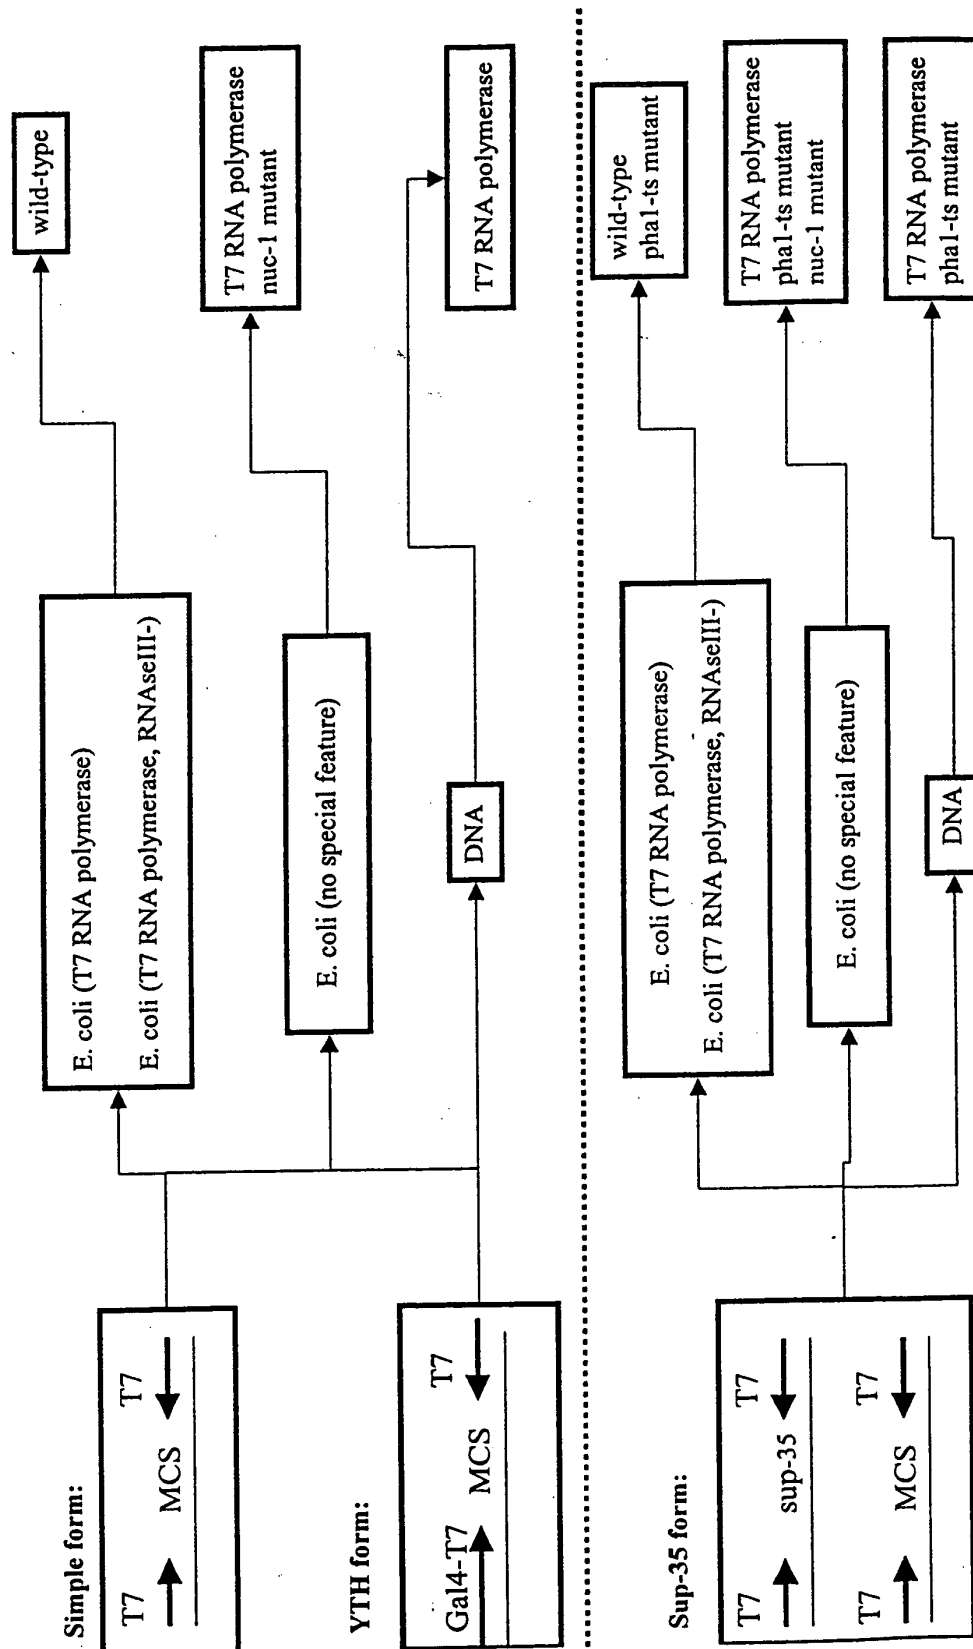 Simple form:
T7
T7
MCS
YTH form:
Gal4-T7
T7
MCS
E. coli (T7 RNA polymerase)
E. coli (T7 RNA polymerase, RNAseIII-)
E. coli (no special feature)
DNA
wild-type
T7 RNA polymerase
nuc-1 mutant
T7 RNA polymerase
Sup-35 form:
T7
T7
sup-35
T7
T7
MCS
E. coli (T7 RNA polymerase)
E. coli (T7 RNA polymerase, RNAseIII-)
E. coli (no special feature)
DNA
wild-type
pha1-ts mutant
T7 RNA polymerase
pha1-ts mutant
nuc-1 mutant
T7 RNA polymerase
pha1-ts mutant